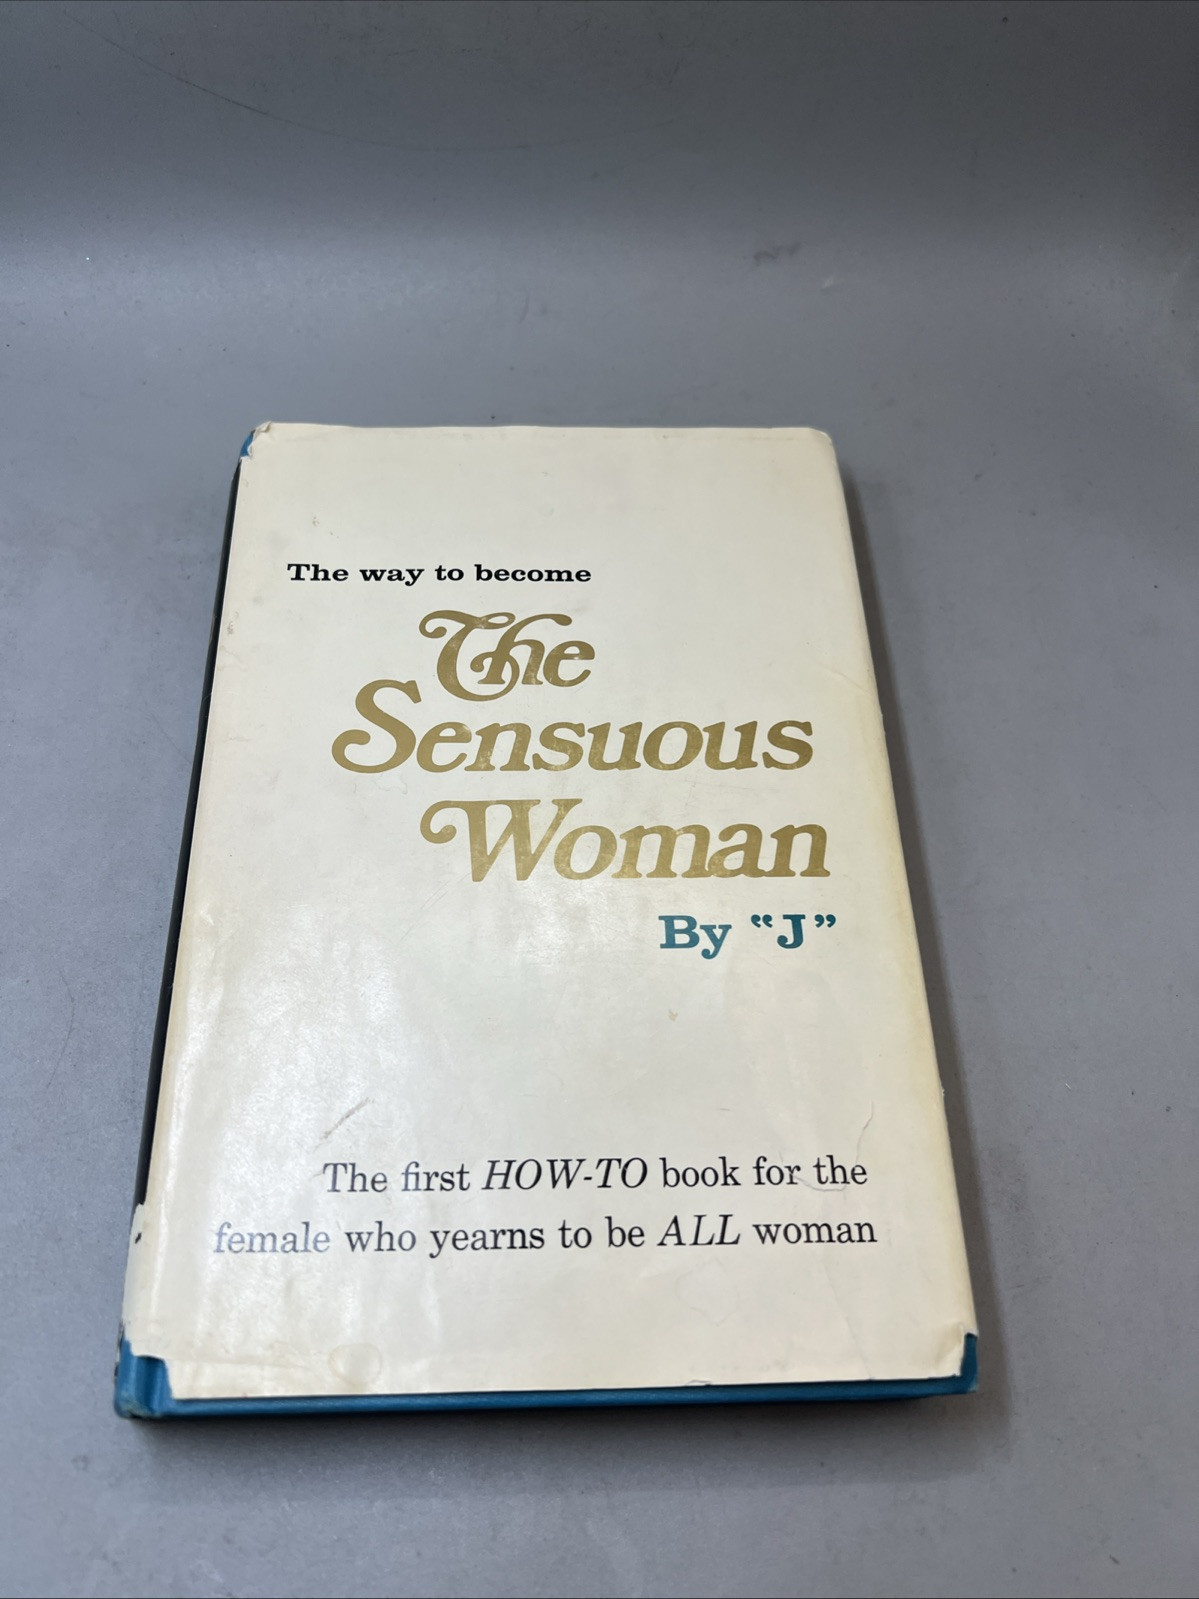 The way to become
The
Sensuous
Woman
By "J"
The first HOW-TO book for the
female who yearns to be ALL woman